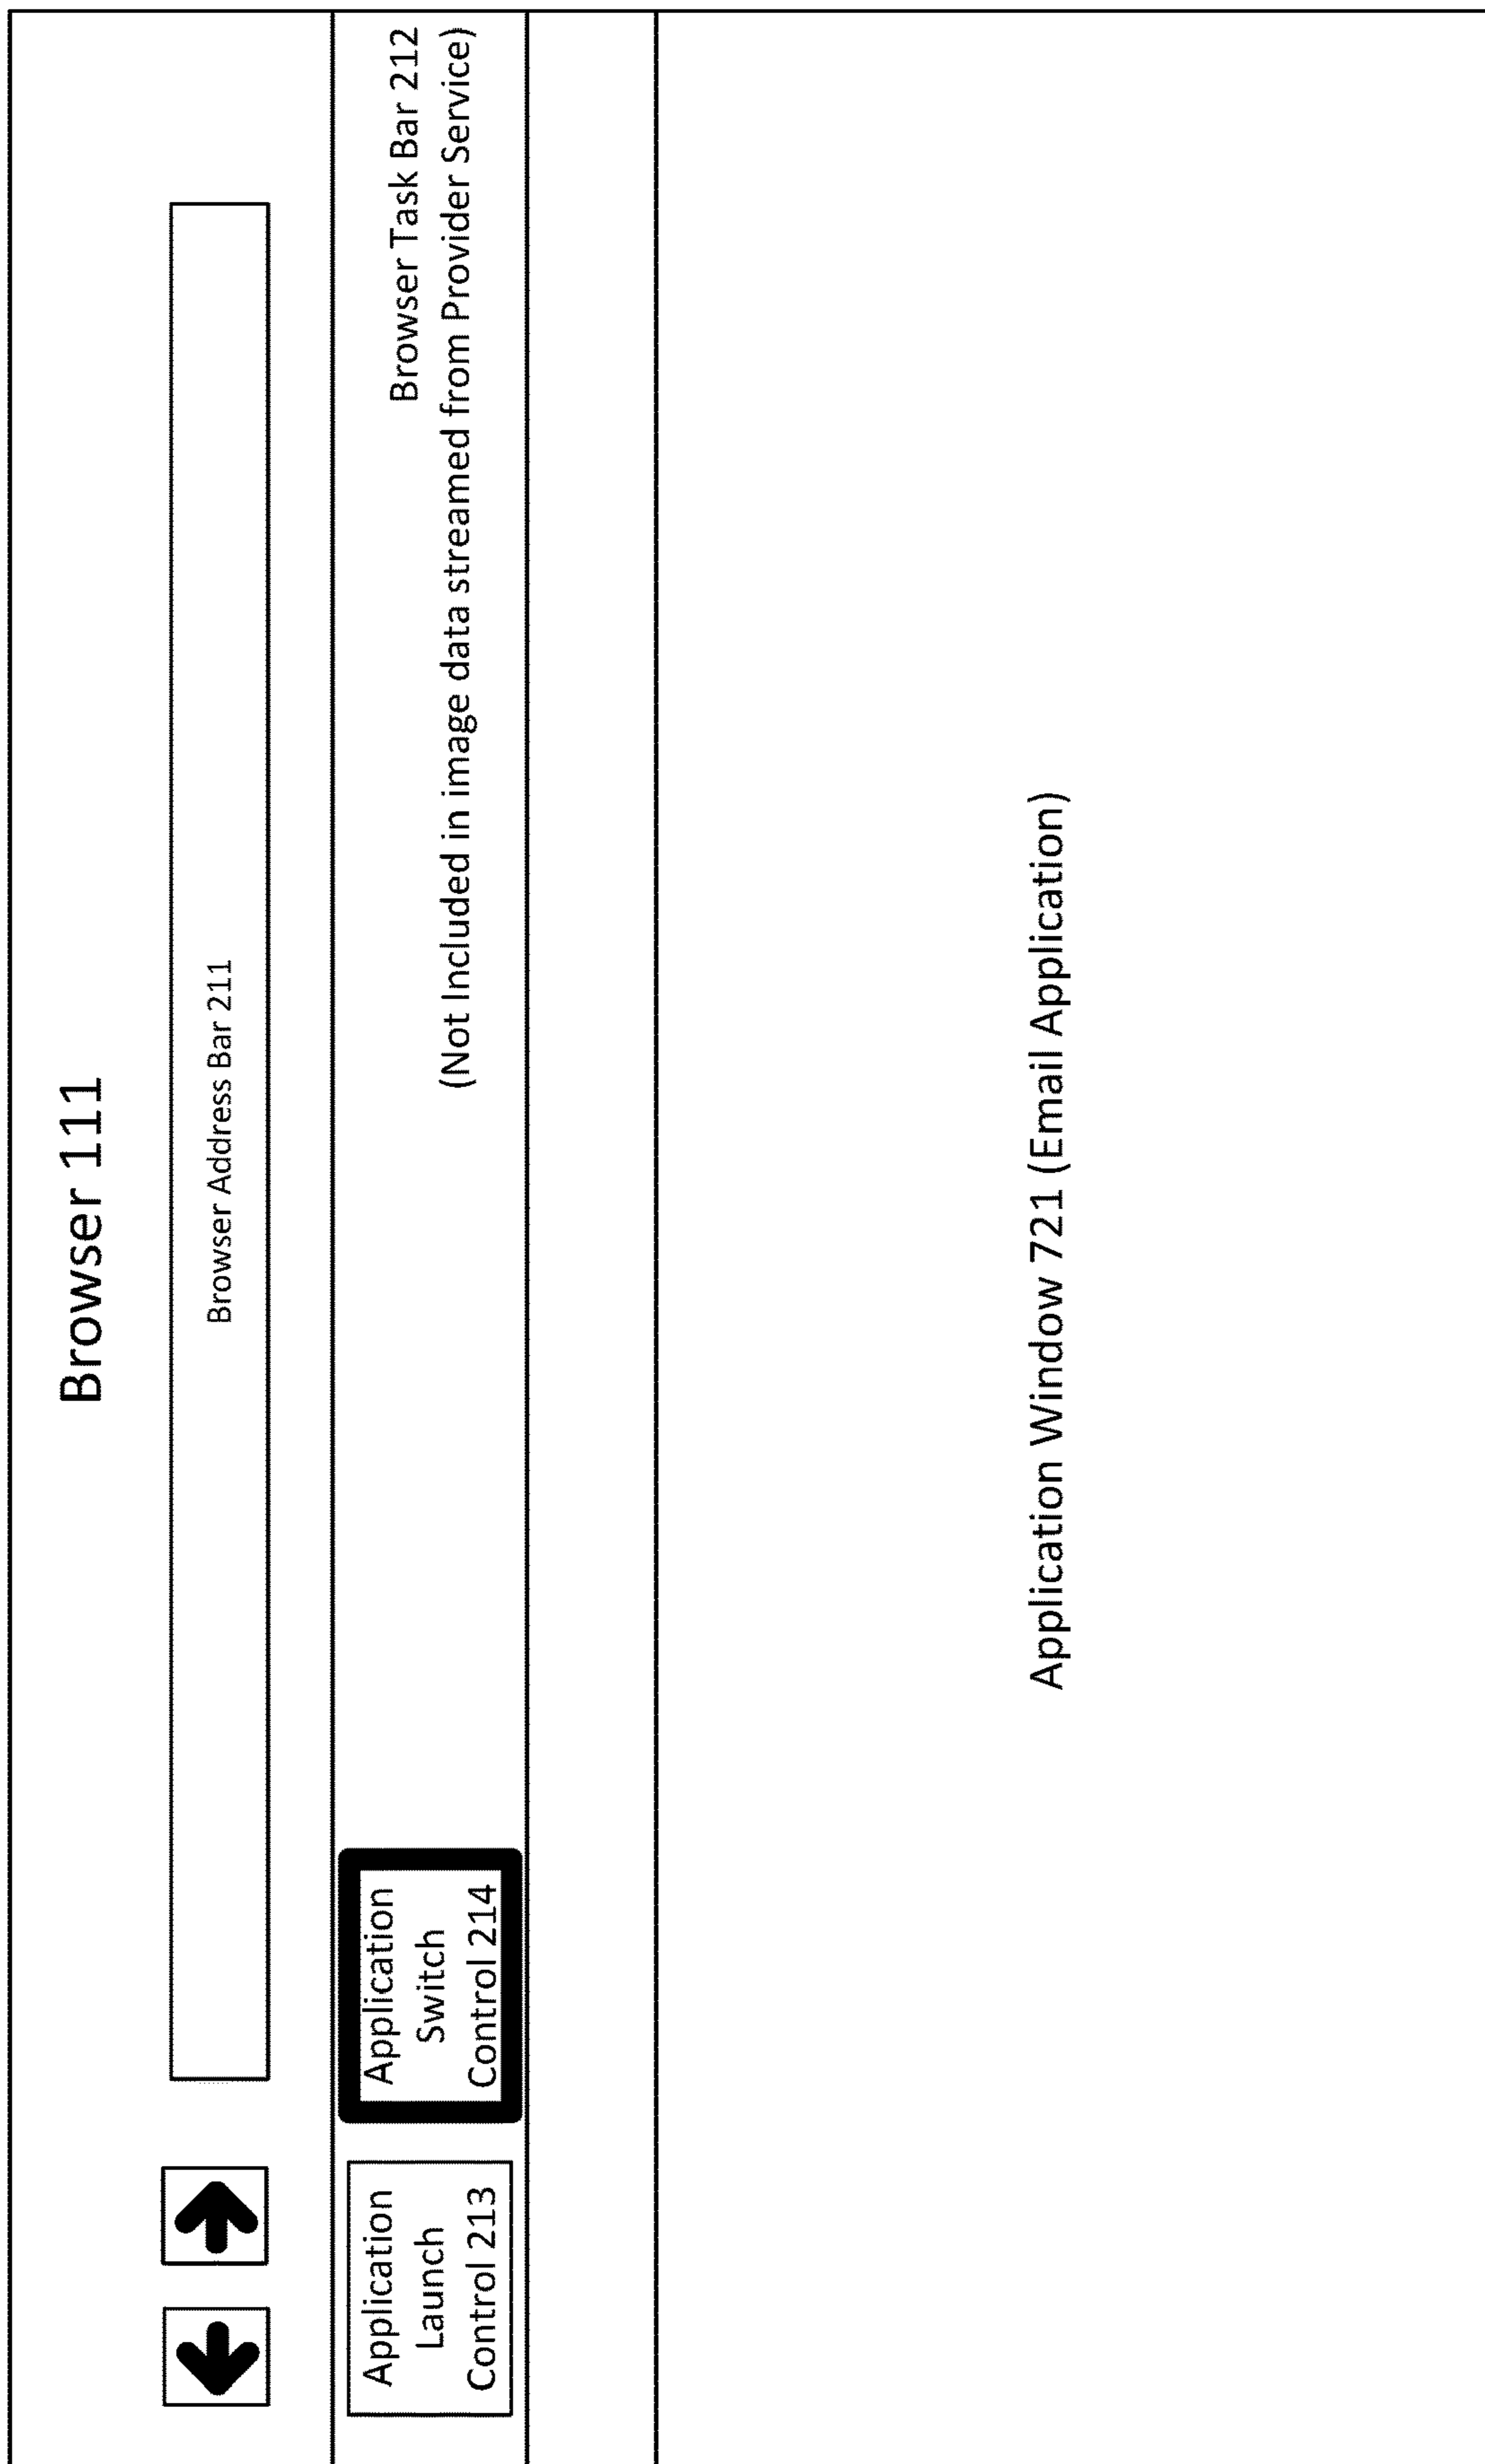 Browser 111
Browser Address Bar 211
Application
Launch
Control 213
Application
Switch
Control 214
Browser Task Bar 212
(Not Included in image data streamed from Provider Service)
Application Window 721 (Email Application)